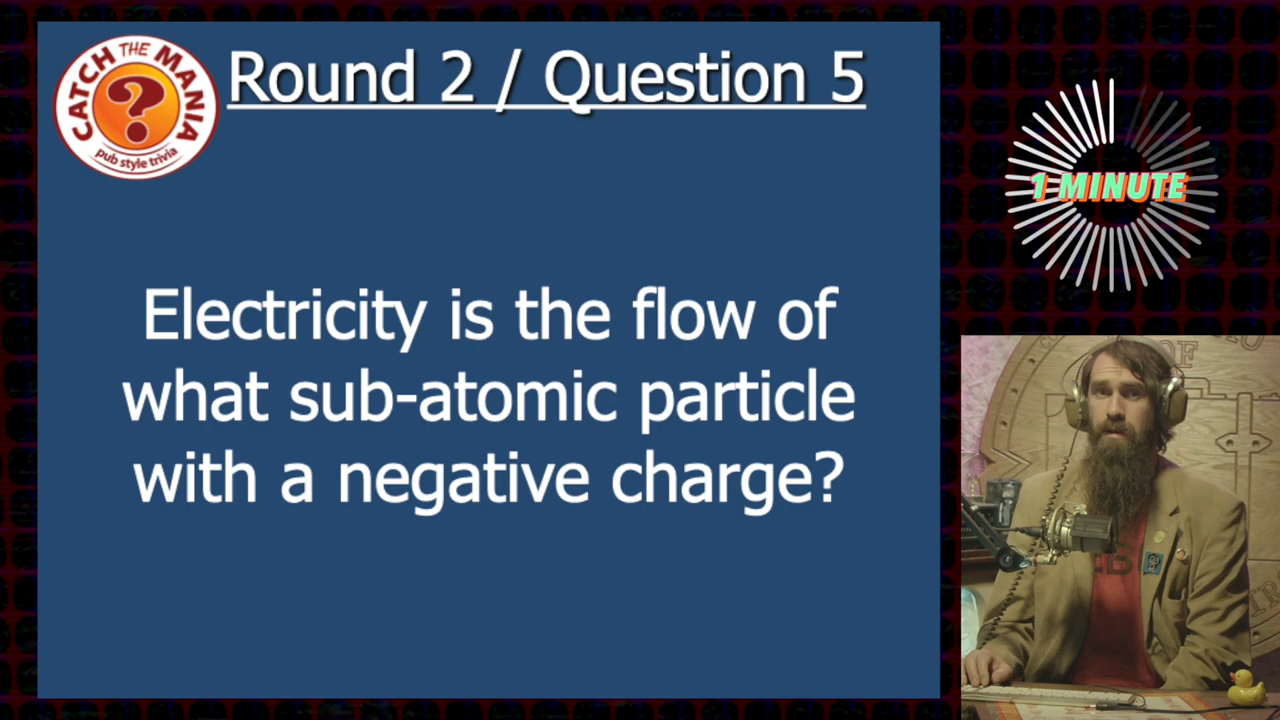 CATCH THE MANIA
pub style trivia
Round 2 / Question 5
1 MINUTE
Electricity is the flow of
what sub-atomic particle
with a negative charge?